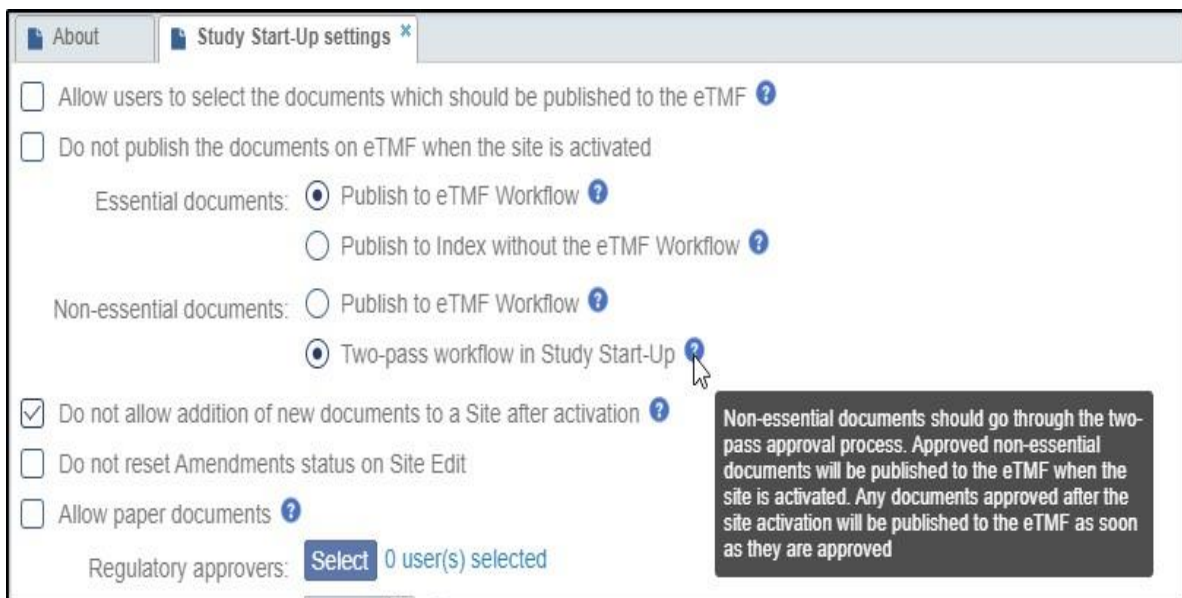 About
Study Start-Up settings
Allow users to select the documents which should be published to the eTMF
Do not publish the documents on eTMF when the site is activated
Essential documents: Publish to eTMF Workflow
Publish to Index without the eTMF Workflow
Non-essential documents: Publish to eTMF Workflow
Two-pass workflow in Study Start-Up
Do not allow addition of new documents to a Site after activation
Do not reset Amendments status on Site Edit
Allow paper documents
Regulatory approvers: Select 0 user(s) selected
Non-essential documents should go through the two-
pass approval process. Approved non-essential
documents will be published to the eTMF when the
site is activated. Any documents approved after the
site activation will be published to the eTMF as soon
as they are approved